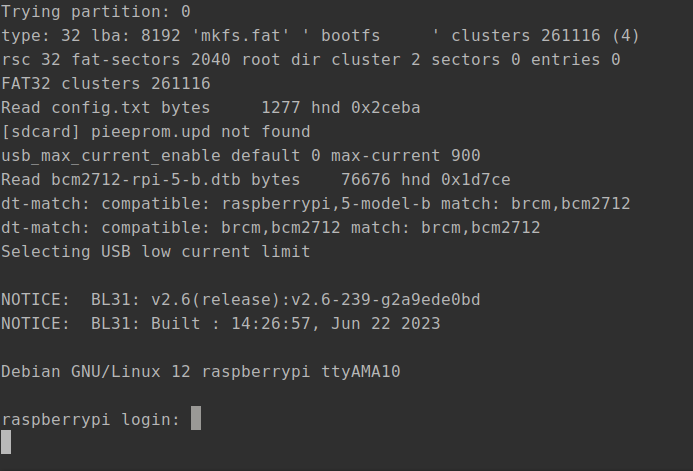 Trying partition: 0
type: 32 lba: 8192 'mkfs.fat' ' bootfs     ' clusters 261116 (4)
rsc 32 fat-sectors 2040 root dir cluster 2 sectors 0 entries 0
FAT32 clusters 261116
Read config.txt bytes     1277 hnd 0x2ceba
[sdcard] pieeprom.upd not found
usb_max_current_enable default 0 max-current 900
Read bcm2712-rpi-5-b.dtb bytes    76676 hnd 0x1d7ce
dt-match: compatible: raspberrypi,5-model-b match: brcm,bcm2712
dt-match: compatible: brcm,bcm2712 match: brcm,bcm2712
Selecting USB low current limit
NOTICE:  BL31: v2.6(release):v2.6-239-g2a9ede0bd
NOTICE:  BL31: Built : 14:26:57, Jun 22 2023
Debian GNU/Linux 12 raspberrypi ttyAMA10
raspberrypi login: